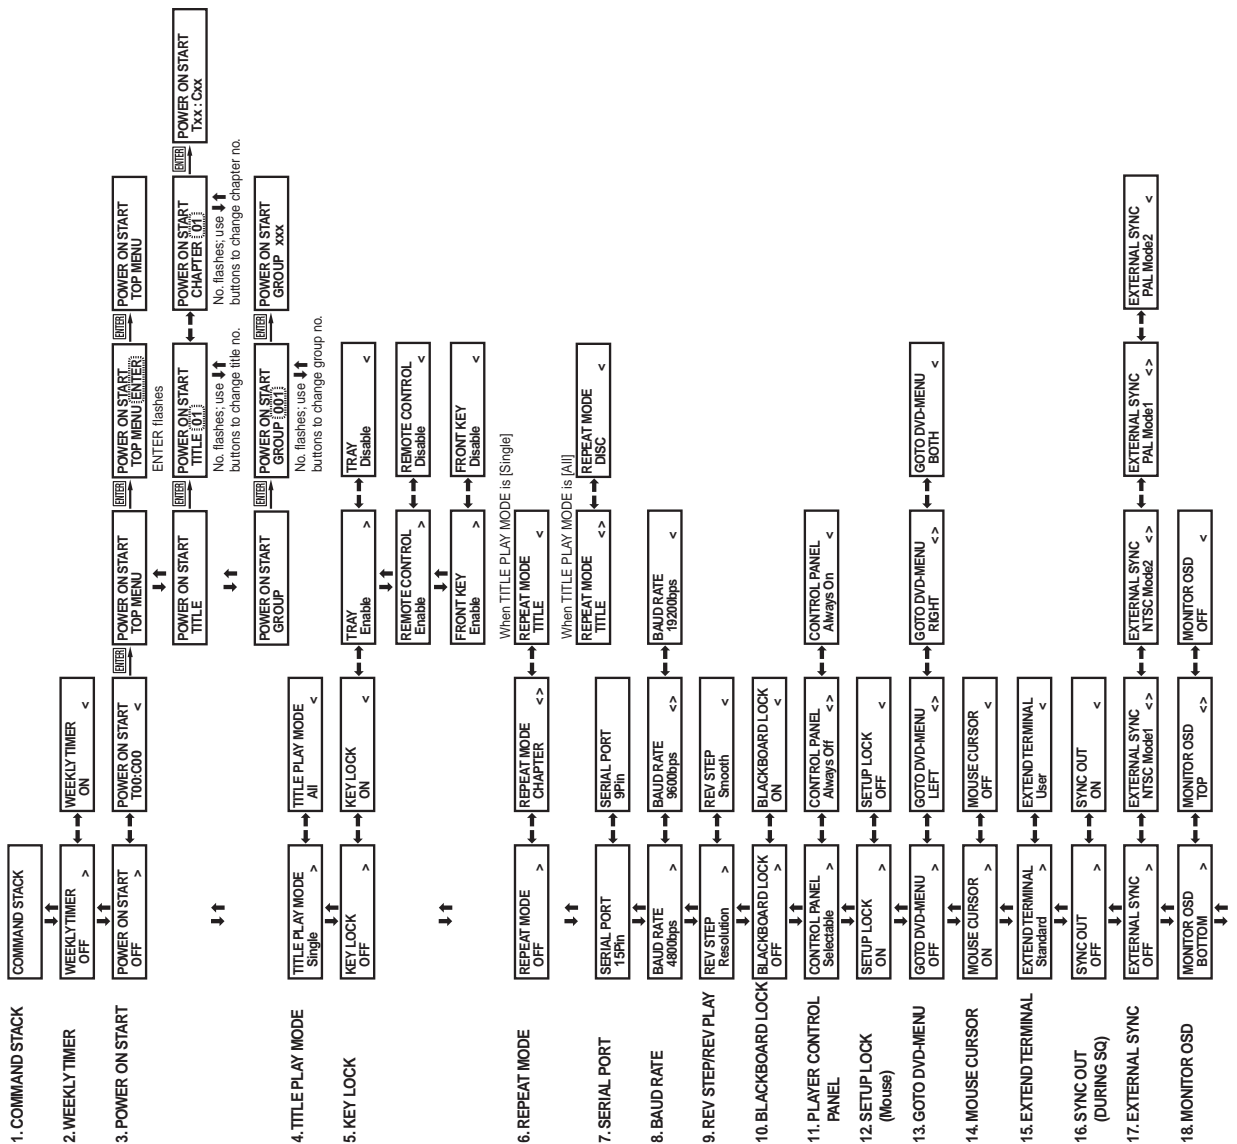 1. COMMAND STACK
COMMAND STACK
2. WEEKLY TIMER
WEEKLY TIMER
OFF >
WEEKLY TIMER
ON <
3. POWER ON START
POWER ON START
OFF >
POWER ON START
T00:C00 <
ENTER
POWER ON START
TOP MENU
ENTER
POWER ON START
TOP MENU ENTER
ENTER flashes
ENTER
POWER ON START
TOP MENU
POWER ON START
TITLE
ENTER
POWER ON START
TITLE 01
No. flashes; use ⬇⬆
buttons to change title no.
POWER ON START
CHAPTER 01
No. flashes; use ⬇⬆
buttons to change chapter no.
ENTER
POWER ON START
Txx : Cxx
POWER ON START
GROUP
ENTER
POWER ON START
GROUP 001
No. flashes; use ⬇⬆
buttons to change group no.
ENTER
POWER ON START
GROUP xxx
4. TITLE PLAY MODE
TITLE PLAY MODE
Single >
TITLE PLAY MODE
All <
5. KEY LOCK
KEY LOCK
OFF >
KEY LOCK
ON <
TRAY
Enable >
TRAY
Disable <
REMOTE CONTROL
Enable >
REMOTE CONTROL
Disable <
FRONT KEY
Enable >
FRONT KEY
Disable <
6. REPEAT MODE
REPEAT MODE
OFF >
REPEAT MODE
CHAPTER <>
When TITLE PLAY MODE is [Single]
REPEAT MODE
TITLE <
When TITLE PLAY MODE is [All]
REPEAT MODE
TITLE <>
REPEAT MODE
DISC <
7. SERIAL PORT
SERIAL PORT
15Pin
SERIAL PORT
9Pin
8. BAUD RATE
BAUD RATE
4800bps >
BAUD RATE
9600bps <>
BAUD RATE
19200bps <
9. REV STEP/REV PLAY
REV STEP
Resolution >
REV STEP
Smooth <
10. BLACKBOARD LOCK
BLACKBOARD LOCK
OFF >
BLACKBOARD LOCK
ON <
11. PLAYER CONTROL
PANEL
CONTROL PANEL
Selectable >
CONTROL PANEL
Always Off <>
CONTROL PANEL
Always On <
12. SETUP LOCK
(Mouse)
SETUP LOCK
ON >
SETUP LOCK
OFF <
13. GOTO DVD-MENU
GOTO DVD-MENU
OFF >
GOTO DVD-MENU
LEFT <>
GOTO DVD-MENU
RIGHT <>
GOTO DVD-MENU
BOTH <
14. MOUSE CURSOR
MOUSE CURSOR
ON >
MOUSE CURSOR
OFF <
15. EXTEND TERMINAL
EXTEND TERMINAL
Standard >
EXTEND TERMINAL
User <
16. SYNC OUT
(DURING SQ)
SYNC OUT
OFF >
SYNC OUT
ON <
17. EXTERNAL SYNC
EXTERNAL SYNC
OFF >
EXTERNAL SYNC
NTSC Mode1 <>
EXTERNAL SYNC
NTSC Mode2 <>
EXTERNAL SYNC
PAL Mode1 <>
EXTERNAL SYNC
PAL Mode2 <
18. MONITOR OSD
MONITOR OSD
BOTTOM >
MONITOR OSD
TOP <>
MONITOR OSD
OFF <